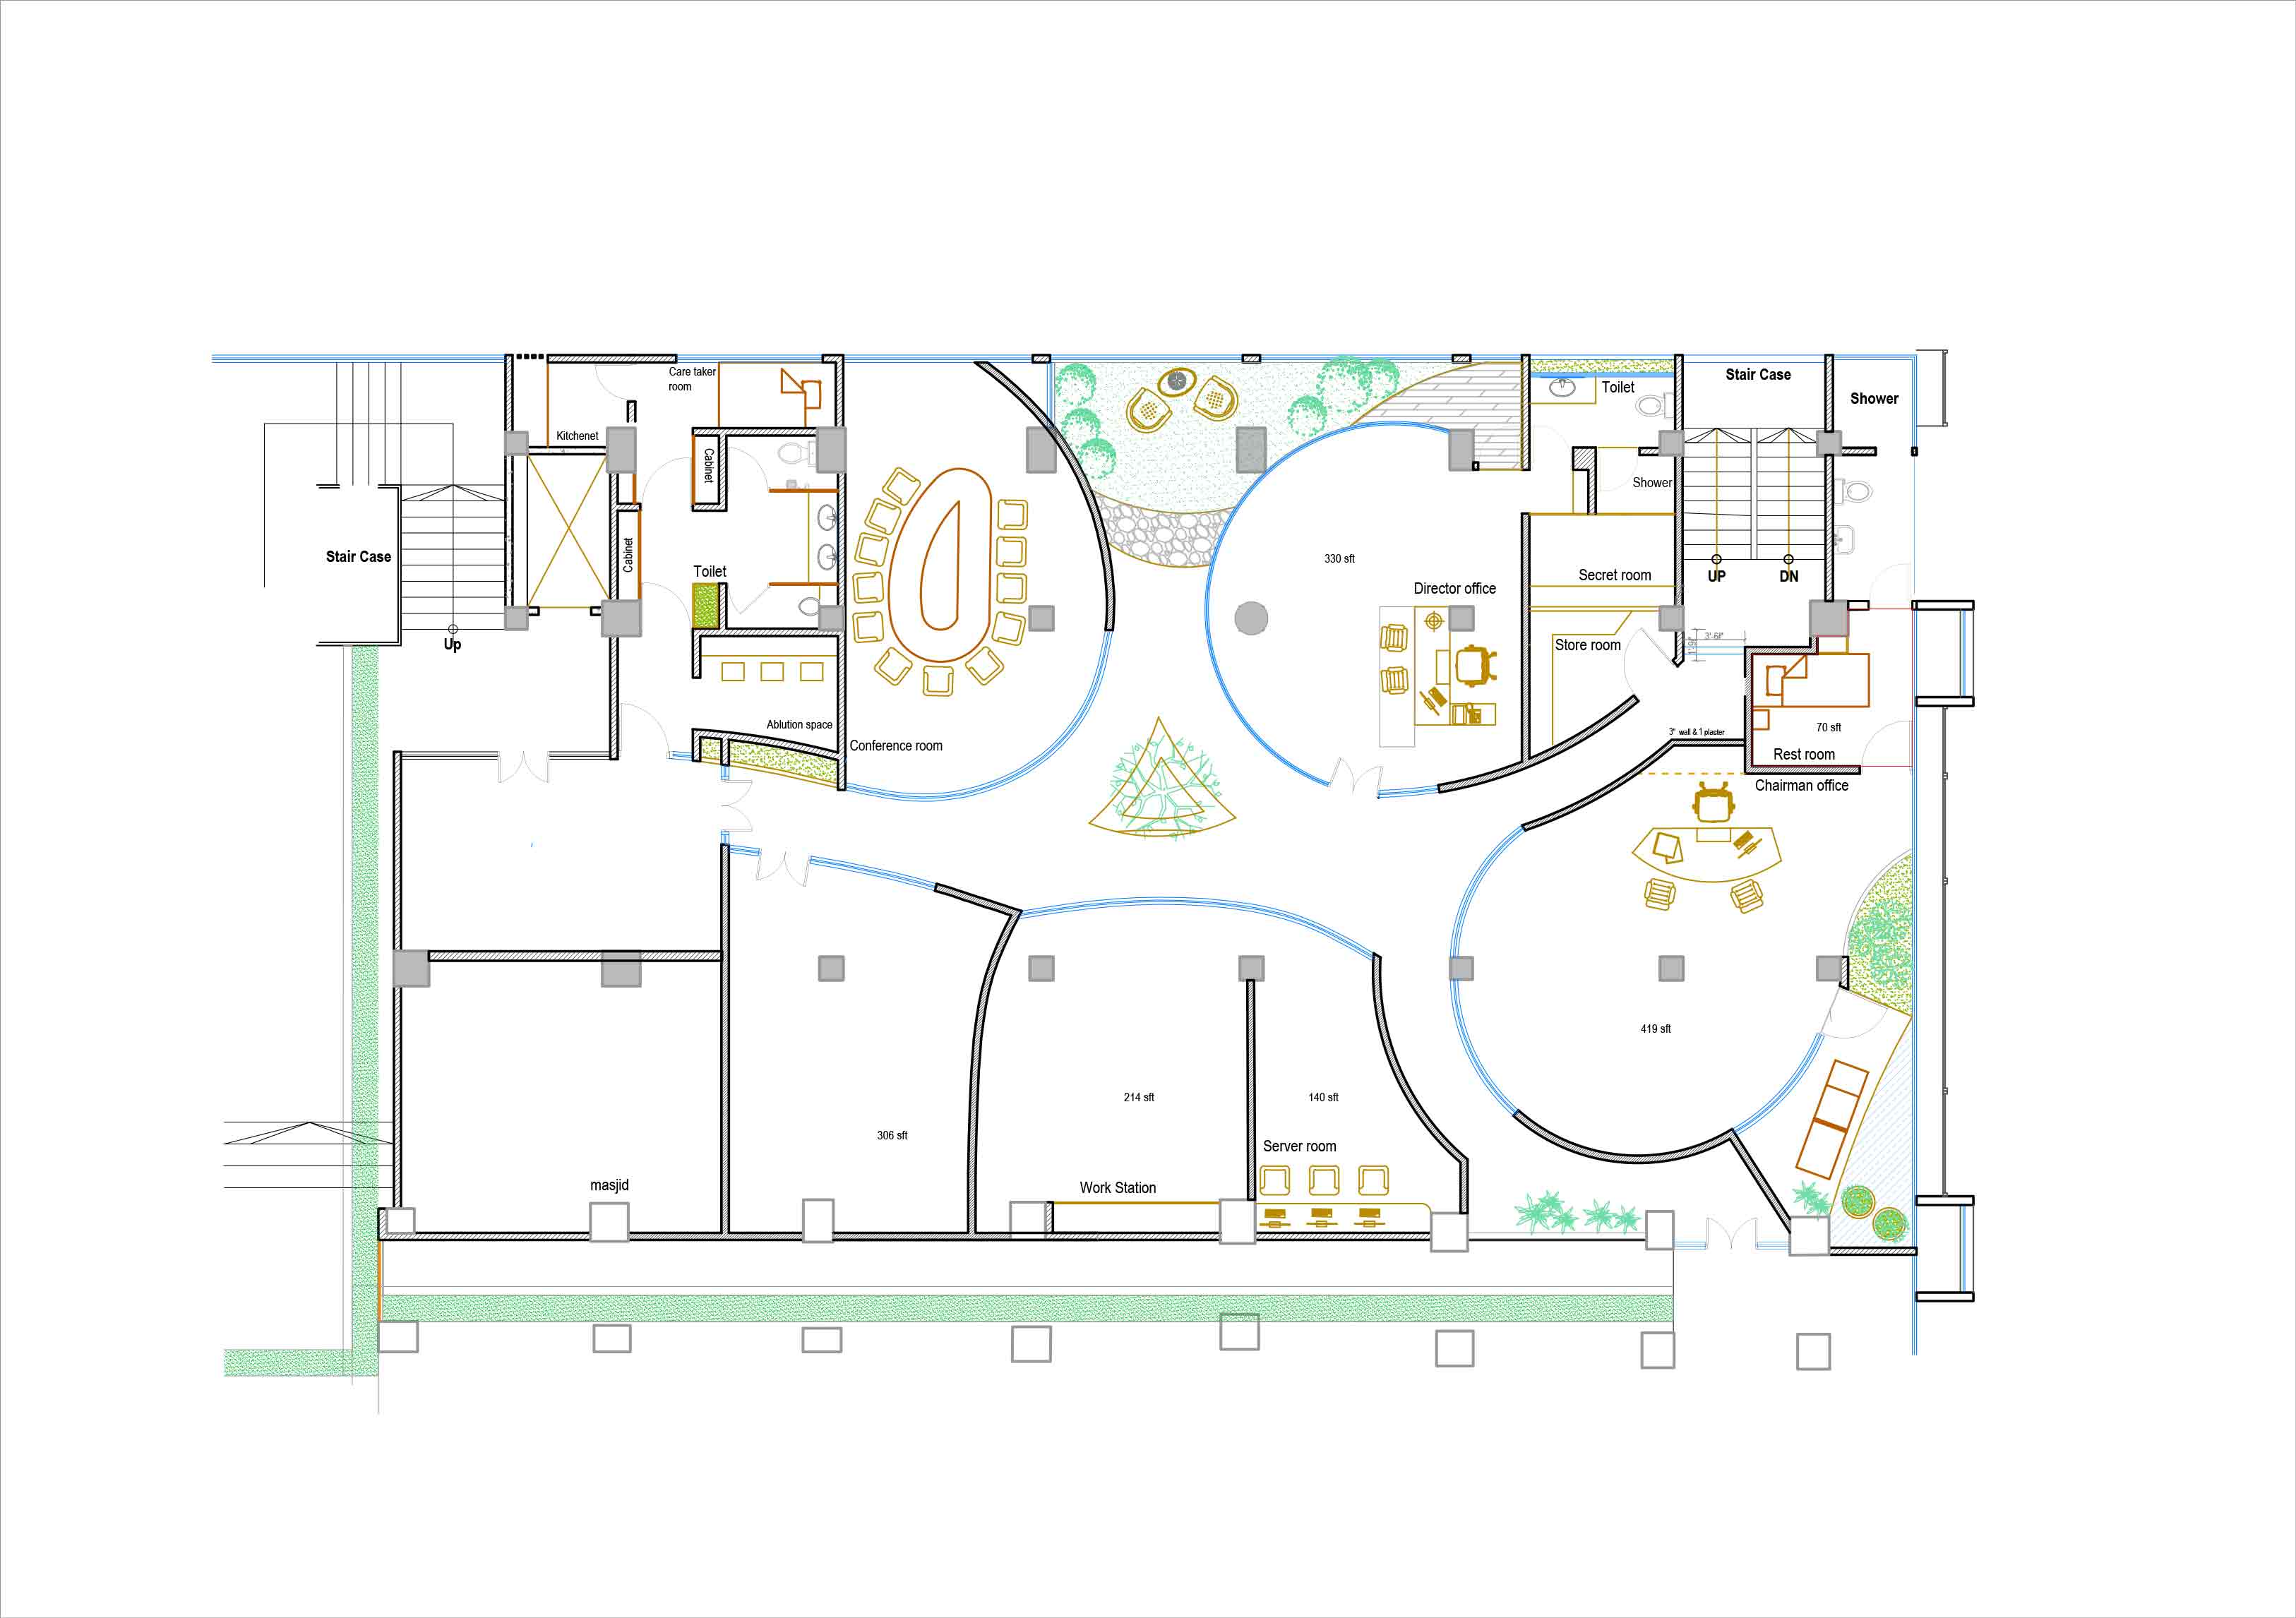 Care taker
room
Stair Case
Toilet
Shower
Kitchenet
Cabinet
Shower
Stair Case
Cabinet
330 sft
Toilet
Director office
Secret room
UP
DN
Up
Store room
3'-6"
Ablution space
70 sft
3" wall & 1 plaster
Conference room
Rest room
Chairman office
419 sft
214 sft
140 sft
306 sft
Server room
masjid
Work Station